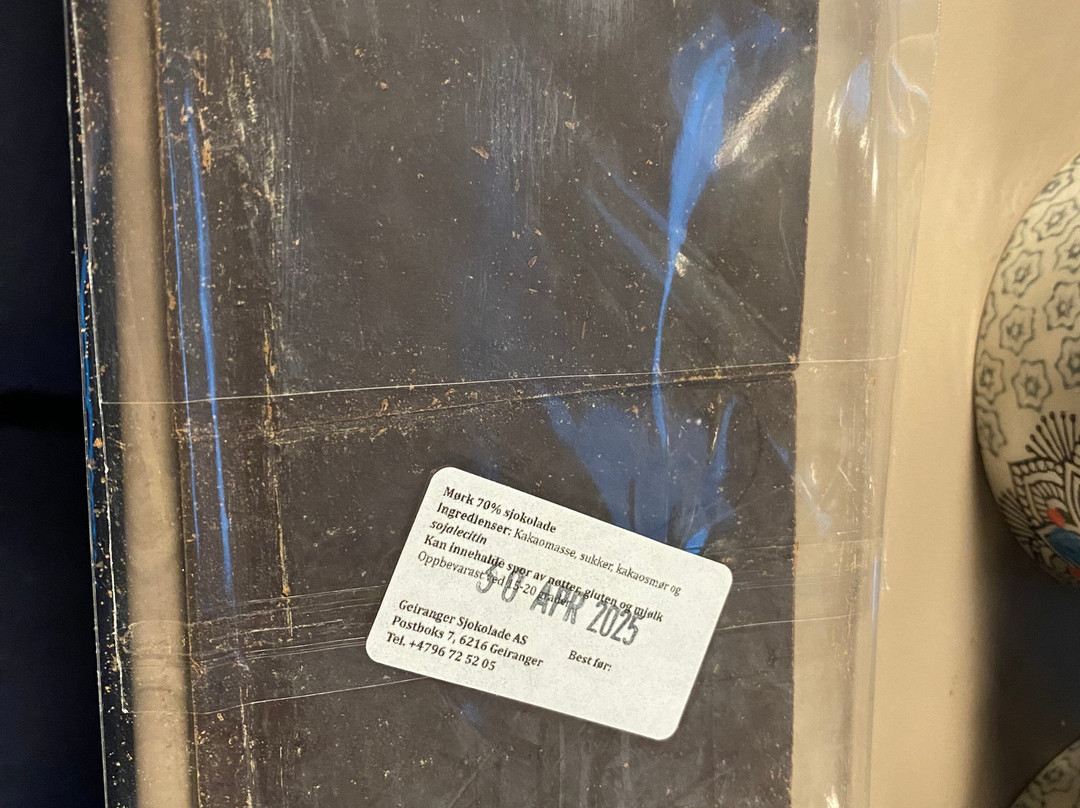 Mørk 70% sjokolade
Ingredienser: Kakaomasse, sukker, kakaosmør og
sojalecitin
Kan innehalde spor av nøtter, gluten og mjølk
Oppbevarast ved 15-20 grader
30 APR 2025
Geiranger Sjokolade AS
Postboks 7, 6216 Geiranger
Best før:
Tel. +4796 72 52 05